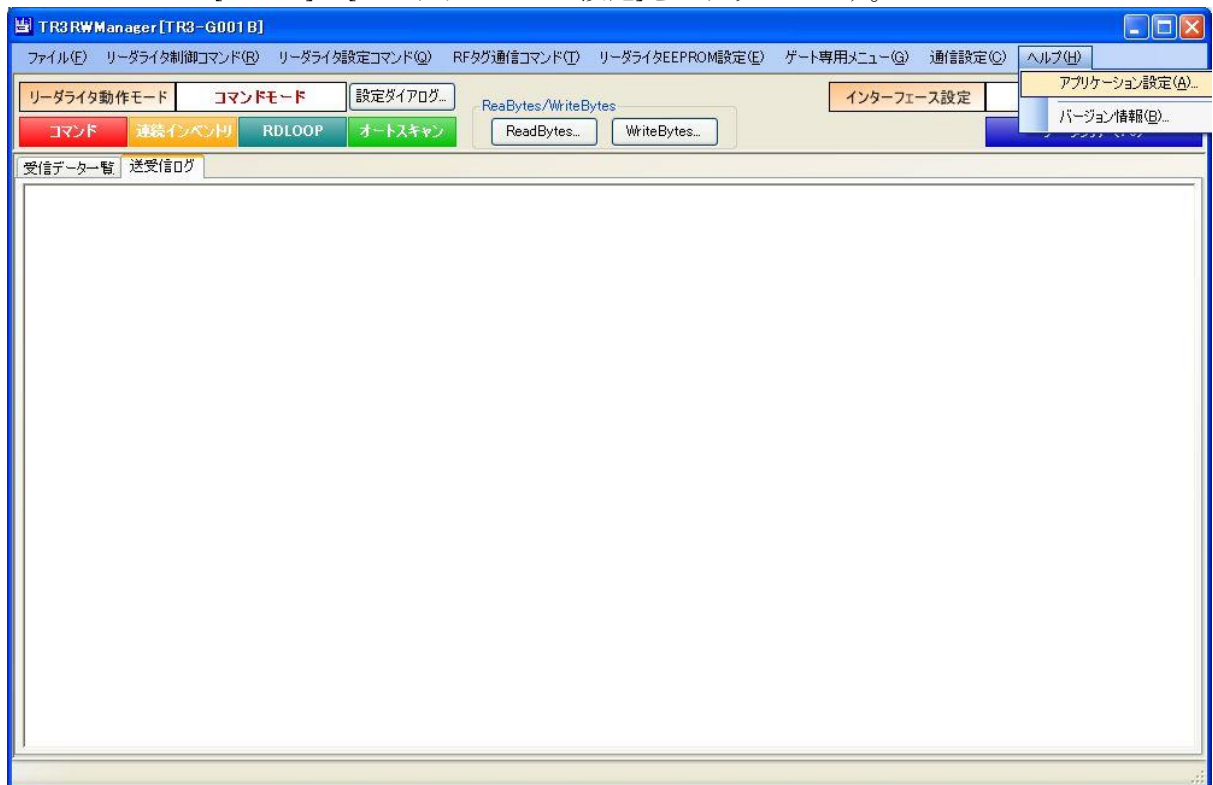 TR3RWManager[TR3-G001B]
ファイル(F) リーダライタ制御コマンド(R) リーダライタ設定コマンド(Q) RFタグ通信コマンド(T) リーダライタEEPROM設定(E) ゲート専用メニュー(G) 通信設定(C) ヘルプ(H)
アプリケーション設定(A)...
バージョン情報(B)...
リーダライタ動作モード コマンドモード 設定ダイアログ... ReaBytes/WriteBytes インターフェース設定
コマンド 連続インベントリ RDLOOP オートスキャン ReadBytes... WriteBytes...
受信データ一覧 送受信ログ